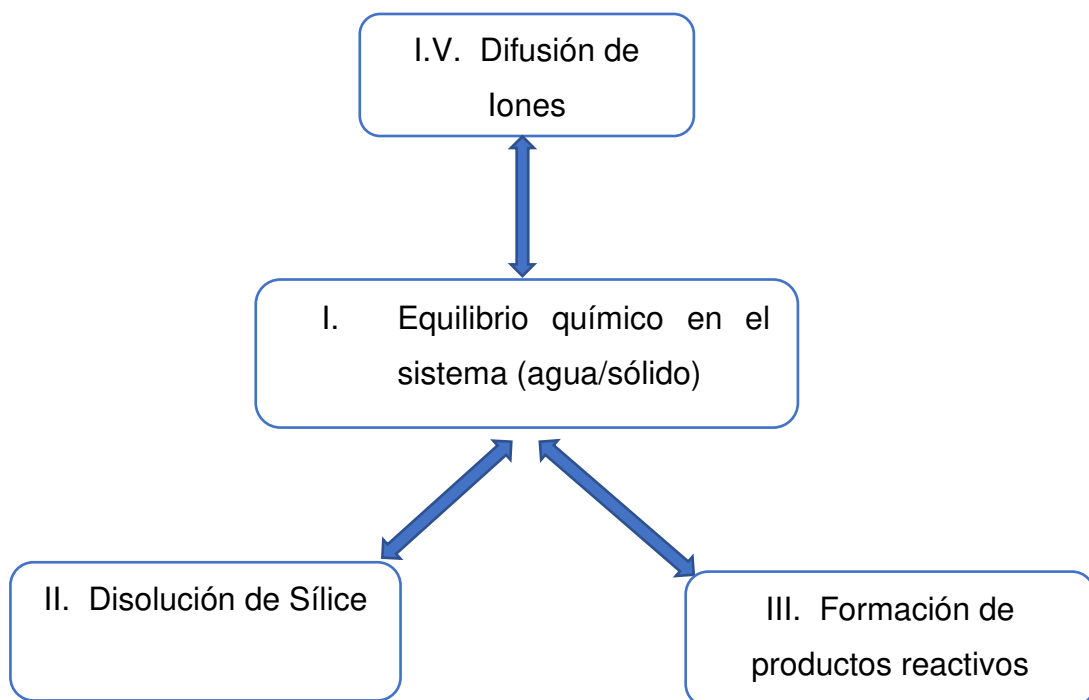 I.V. Difusión de
Iones
I. Equilibrio químico en el
sistema (agua/sólido)
II. Disolución de Sílice
III. Formación de
productos reactivos